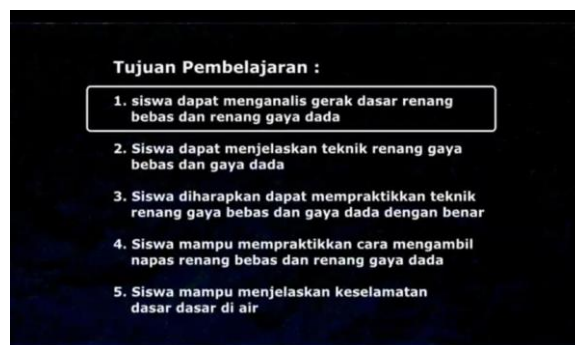 Tujuan Pembelajaran :
1. siswa dapat menganalis gerak dasar renang
bebas dan renang gaya dada
2. Siswa dapat menjelaskan teknik renang gaya
bebas dan gaya dada
3. Siswa diharapkan dapat mempraktikkan teknik
renang gaya bebas dan gaya dada dengan benar
4. Siswa mampu mempraktikkan cara mengambil
napas renang bebas dan renang gaya dada
5. Siswa mampu menjelaskan keselamatan
dasar dasar di air